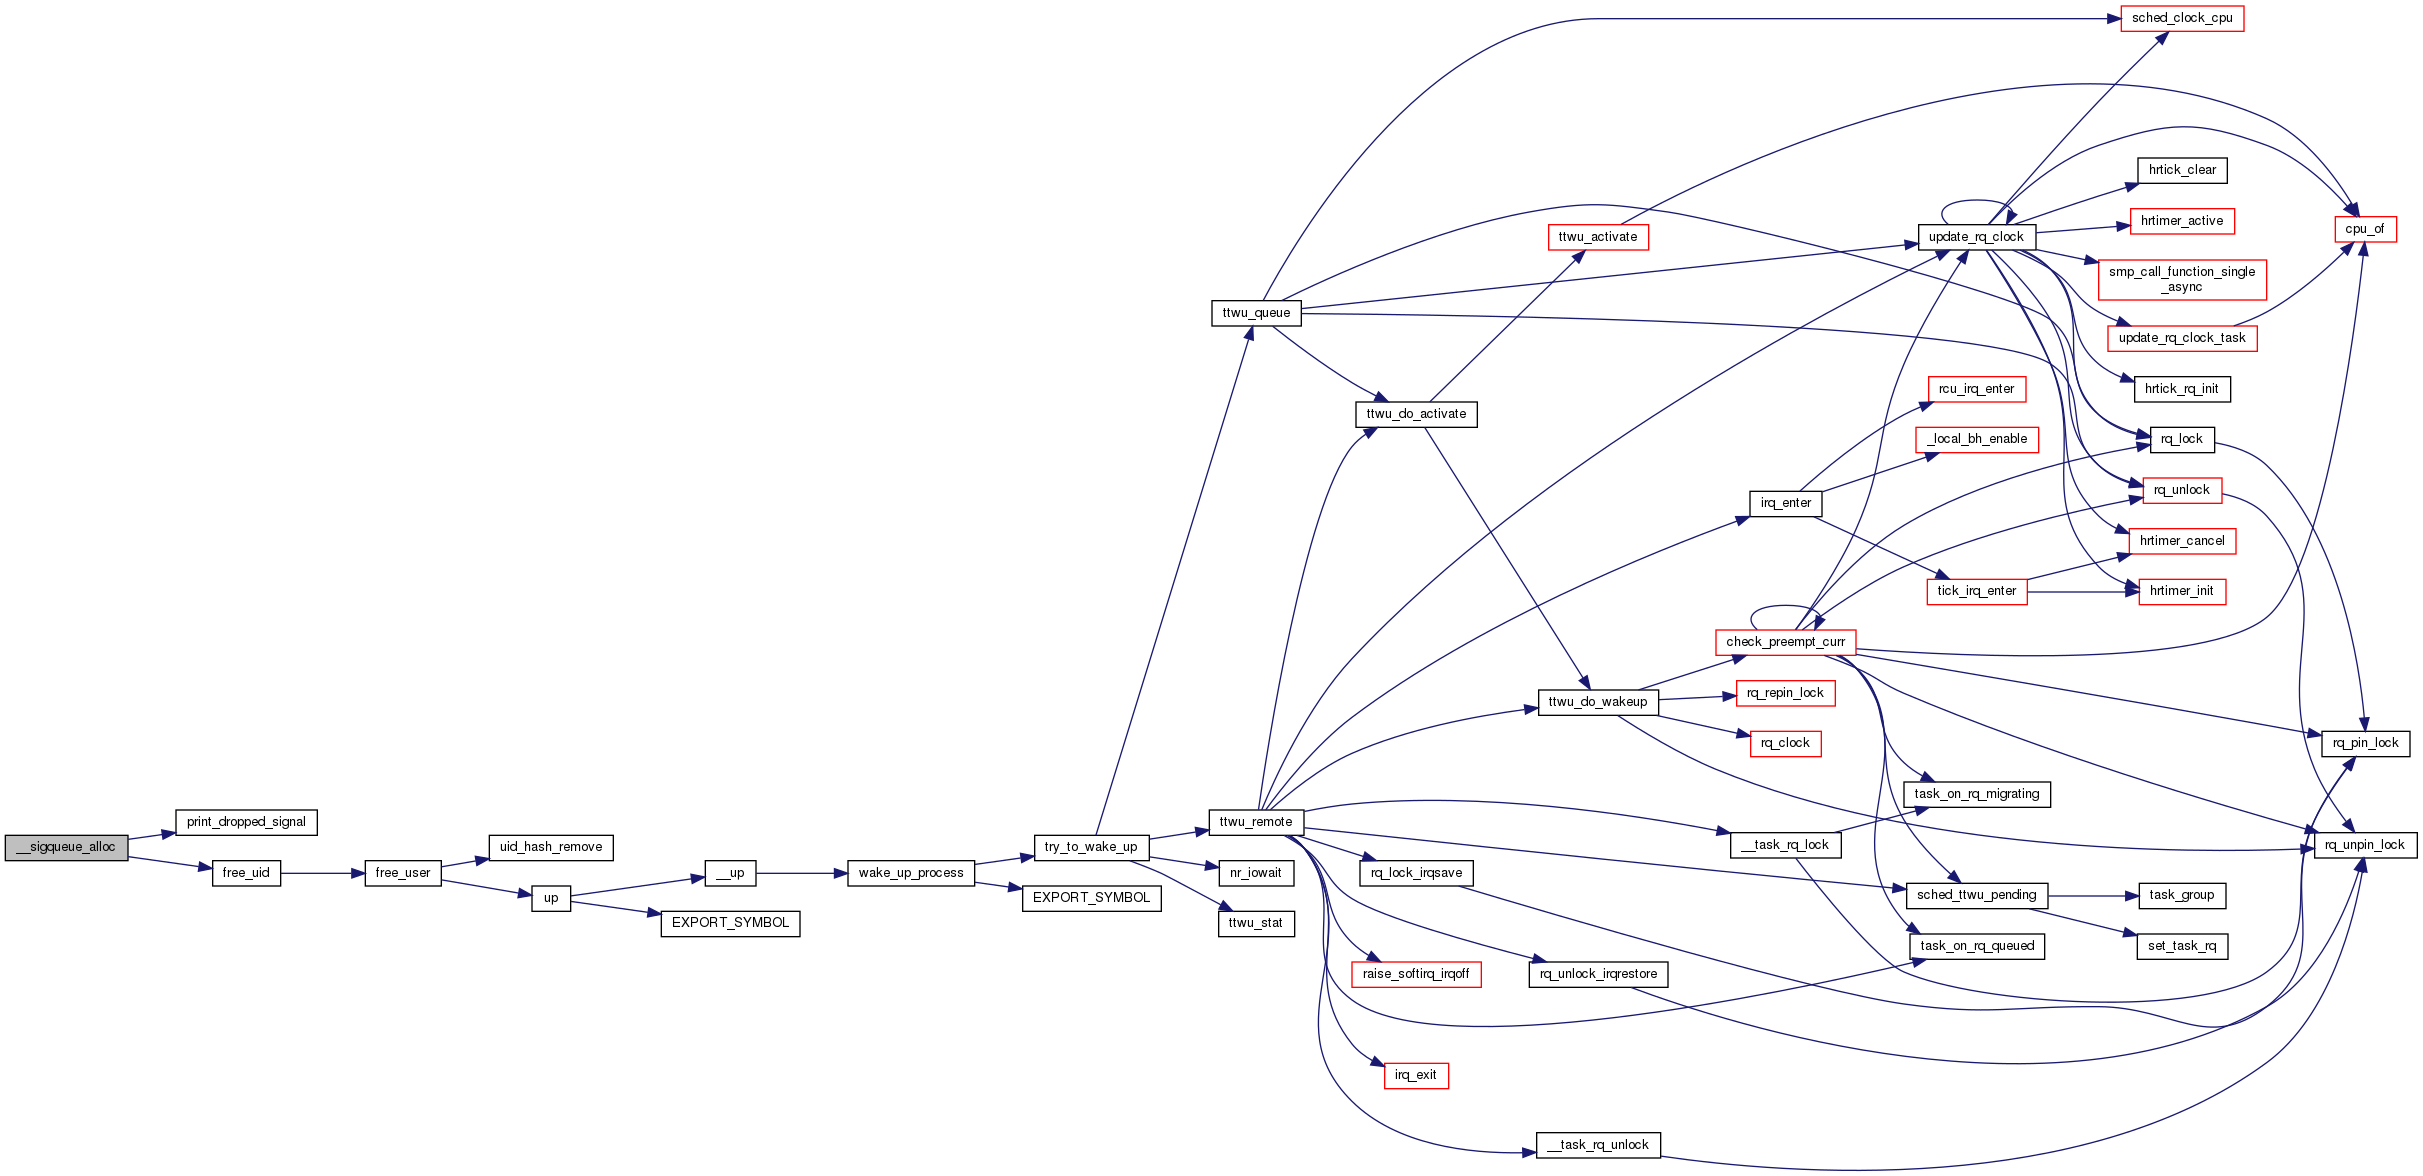 __sigqueue_alloc
print_dropped_signal
free_uid
free_user
uid_hash_remove
up
__up
EXPORT_SYMBOL
wake_up_process
try_to_wake_up
EXPORT_SYMBOL
ttwu_queue
ttwu_remote
nr_iowait
ttwu_stat
ttwu_do_activate
rq_lock_irqsave
raise_softirq_irqoff
irq_exit
ttwu_activate
ttwu_do_wakeup
rq_unlock_irqrestore
__task_rq_unlock
irq_enter
check_preempt_curr
rq_repin_lock
rq_clock
__task_rq_lock
update_rq_clock
rcu_irq_enter
_local_bh_enable
tick_irq_enter
task_on_rq_migrating
sched_ttwu_pending
task_on_rq_queued
sched_clock_cpu
hrtick_clear
hrtimer_active
smp_call_function_single
_async
update_rq_clock_task
hrtick_rq_init
rq_lock
rq_unlock
hrtimer_cancel
hrtimer_init
task_group
set_task_rq
cpu_of
rq_pin_lock
rq_unpin_lock